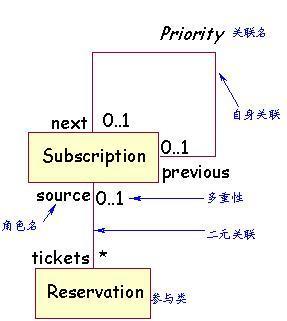 Priority 关联名
自身关联
next 0..1
0..1
Subscription
previous
source 0..1 多重性
角色名
二元关联
tickets *
Reservation 参与类